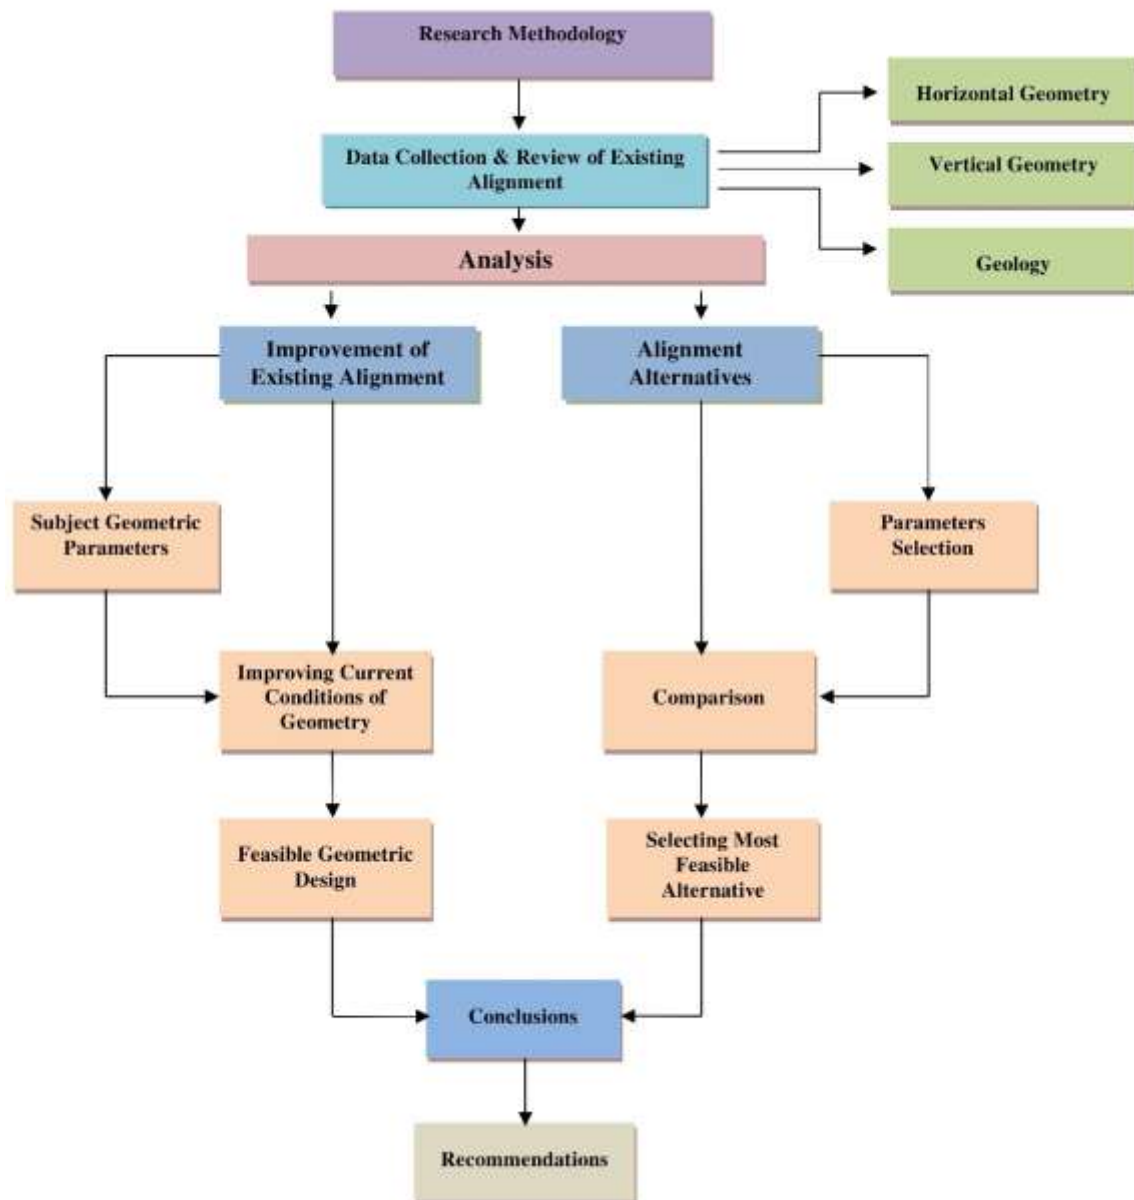 Research Methodology
Horizontal Geometry
Data Collection & Review of Existing
Alignment
Vertical Geometry
Geology
Analysis
Improvement of
Existing Alignment
Alignment
Alternatives
Subject Geometric
Parameters
Parameters
Selection
Improving Current
Conditions of
Geometry
Comparison
Feasible Geometric
Design
Selecting Most
Feasible
Alternative
Conclusions
Recommendations